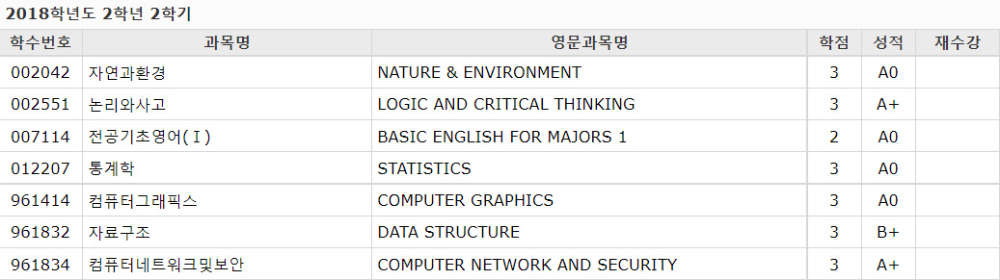 2018학년도 2학년 2학기
학수번호 과목명 영문과목명 학점 성적 재수강
002042 자연과환경 NATURE & ENVIRONMENT 3 A0
002551 논리와사고 LOGIC AND CRITICAL THINKING 3 A+
007114 전공기초영어(Ⅰ) BASIC ENGLISH FOR MAJORS 1 2 A0
012207 통계학 STATISTICS 3 A0
961414 컴퓨터그래픽스 COMPUTER GRAPHICS 3 A0
961832 자료구조 DATA STRUCTURE 3 B+
961834 컴퓨터네트워크및보안 COMPUTER NETWORK AND SECURITY 3 A+